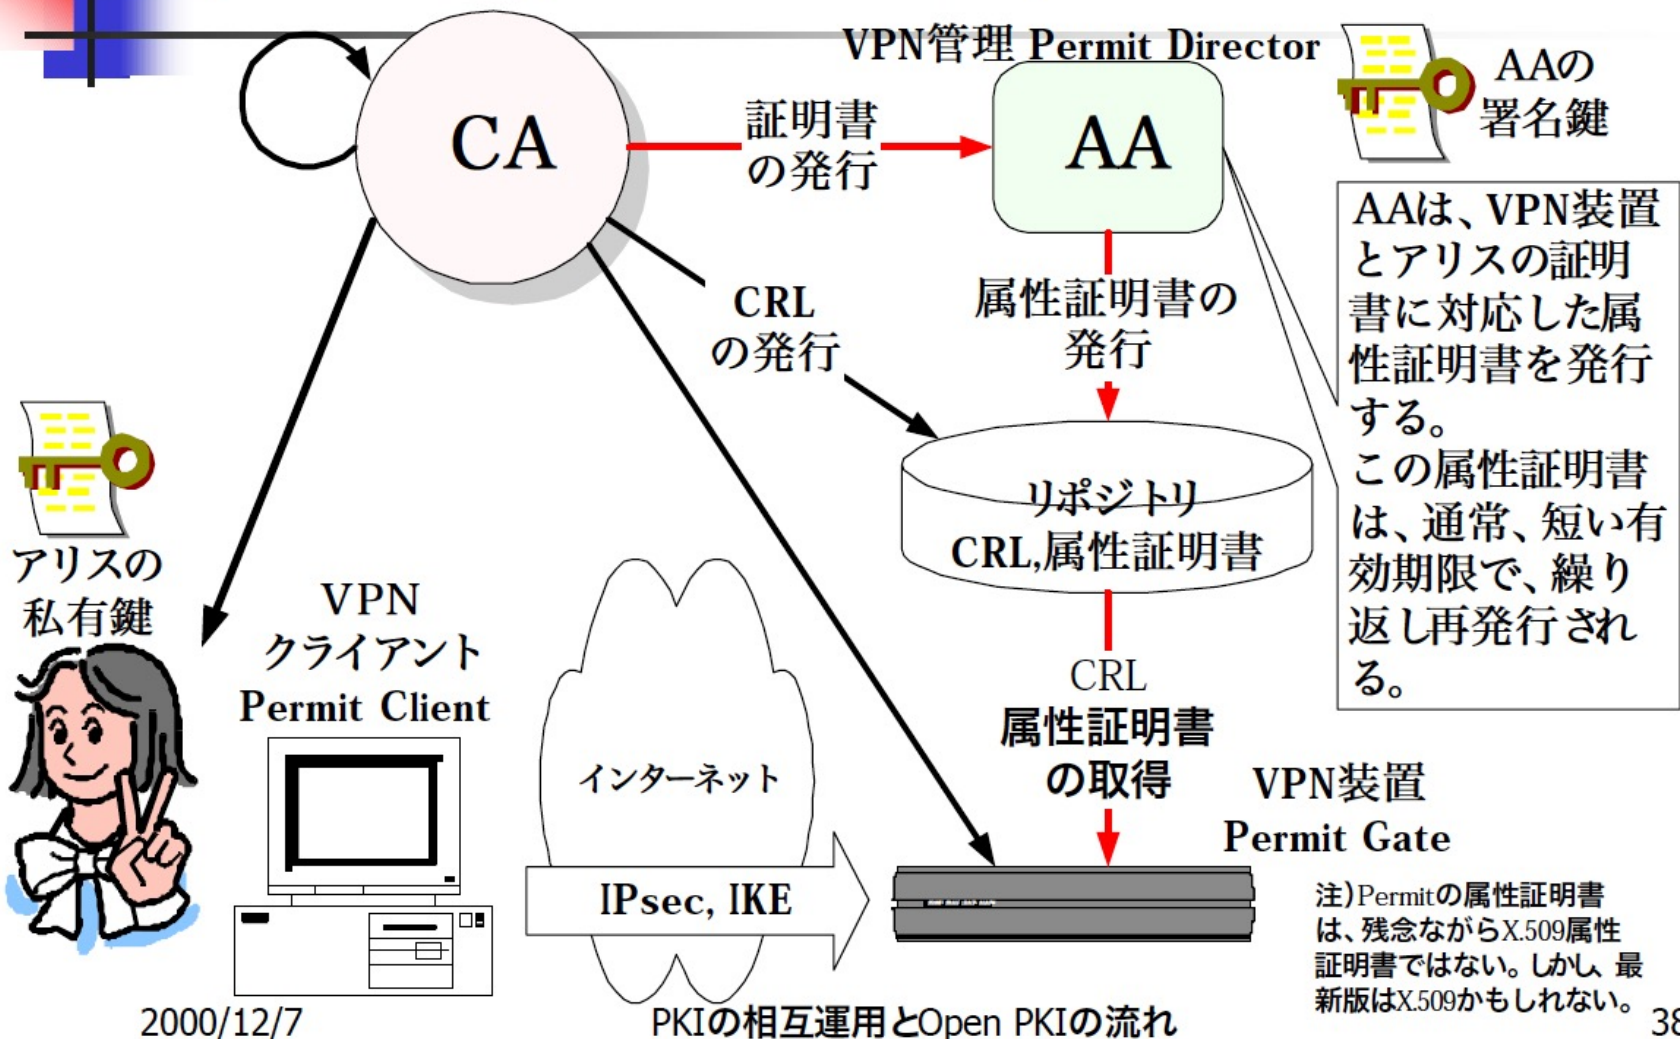 VPN管理 Permit Director
CA
証明書
の発行
AA
AAの
署名鍵
AAは、VPN装置
とアリスの証明
書に対応した属
性証明書を発行
する。
この属性証明書
は、通常、短い有
効期限で、繰り
返し再発行され
る。
CRL
の発行
属性証明書の
発行
リポジトリ
CRL,属性証明書
アリスの
私有鍵
VPN
クライアント
Permit Client
インターネット
IPsec, IKE
CRL
属性証明書
の取得
VPN装置
Permit Gate
注)Permitの属性証明書
は、残念ながらX.509属性
証明書ではない。しかし、最
新版はX.509かもしれない。
2000/12/7
PKIの相互運用とOpen PKIの流れ
38